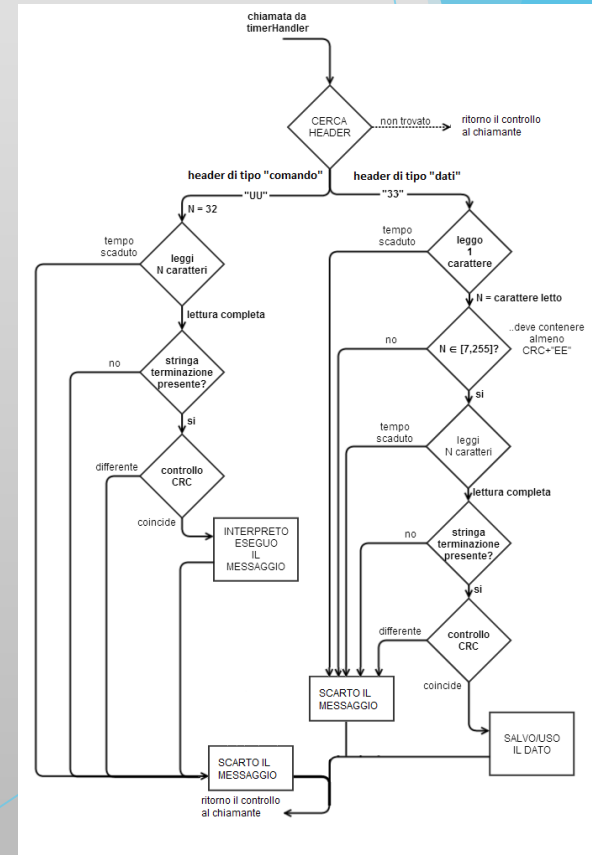 chiamata da
timerHandler
CERCA
HEADER
non trovato
ritorno il controllo
al chiamante
header di tipo "comando"
header di tipo "dati"
"UU"
"33"
N = 32
tempo
scaduto
leggi
N caratteri
lettura completa
no
stringa
terminazione
presente?
si
differente
controllo
CRC
coincide
INTERPRETO
ESEGUO
IL
MESSAGGIO
tempo
scaduto
leggo
1
carattere
N = carattere letto
..deve contenere
almeno
CRC+"EE"
no
N ∈ [7,255]?
si
tempo
scaduto
leggi
N caratteri
lettura completa
no
stringa
terminazione
presente?
si
differente
controllo
CRC
coincide
SCARTO IL
MESSAGGIO
SALVO/USO
IL DATO
SCARTO IL
MESSAGGIO
ritorno il controllo
al chiamante